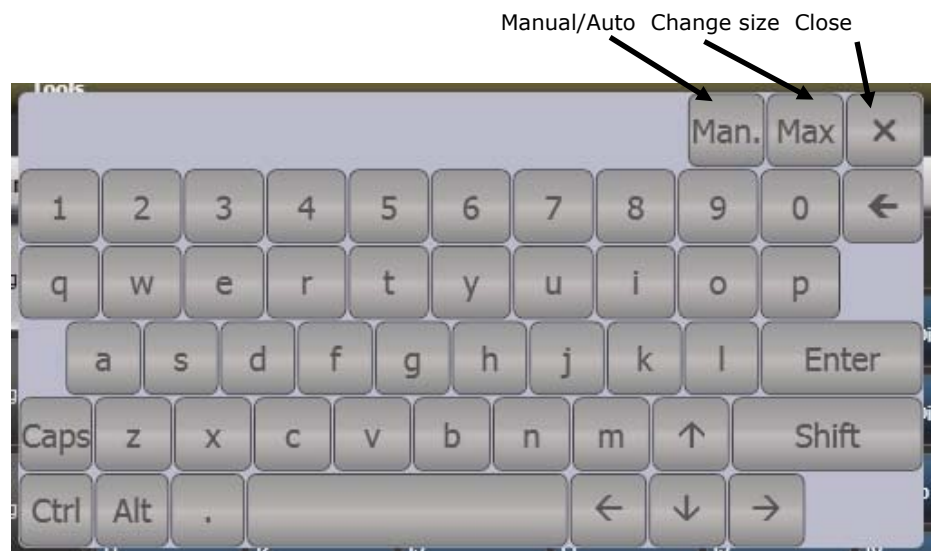 Manual/Auto Change size Close
Tools
Man. Max ×
1 2 3 4 5 6 7 8 9 0 ←
q w e r t y u i o p
a s d f g h j k l Enter
Caps z x c v b n m ↑ Shift
Ctrl Alt . ← ↓ →